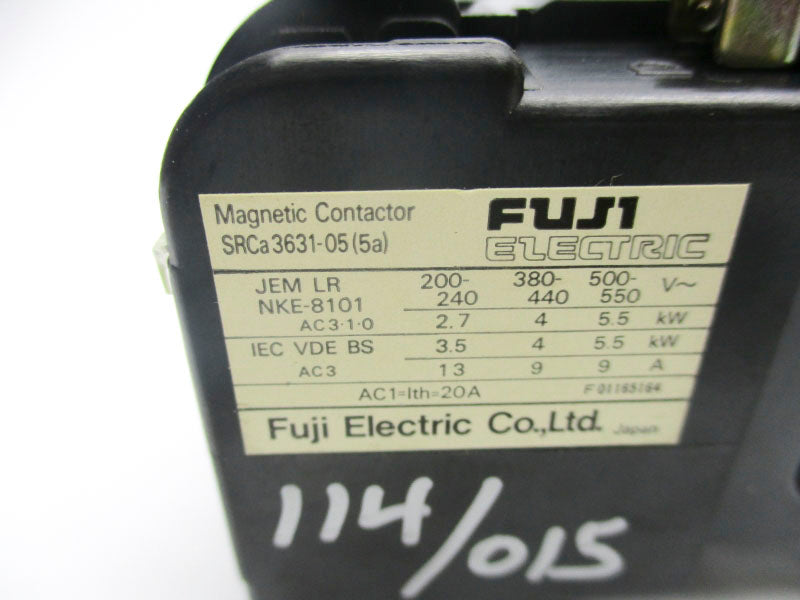 Magnetic Contactor FUJI
SRCa 3631-05 (5a) ELECTRIC
JEM LR 200- 380- 500- V~
NKE-8101 240 440 550
AC3·1·0 2.7 4 5.5 kW
IEC VDE BS 3.5 4 5.5 kW
AC3 13 9 9 A
AC1=Ith=20A F01165164
Fuji Electric Co.,Ltd. Japan
114/015